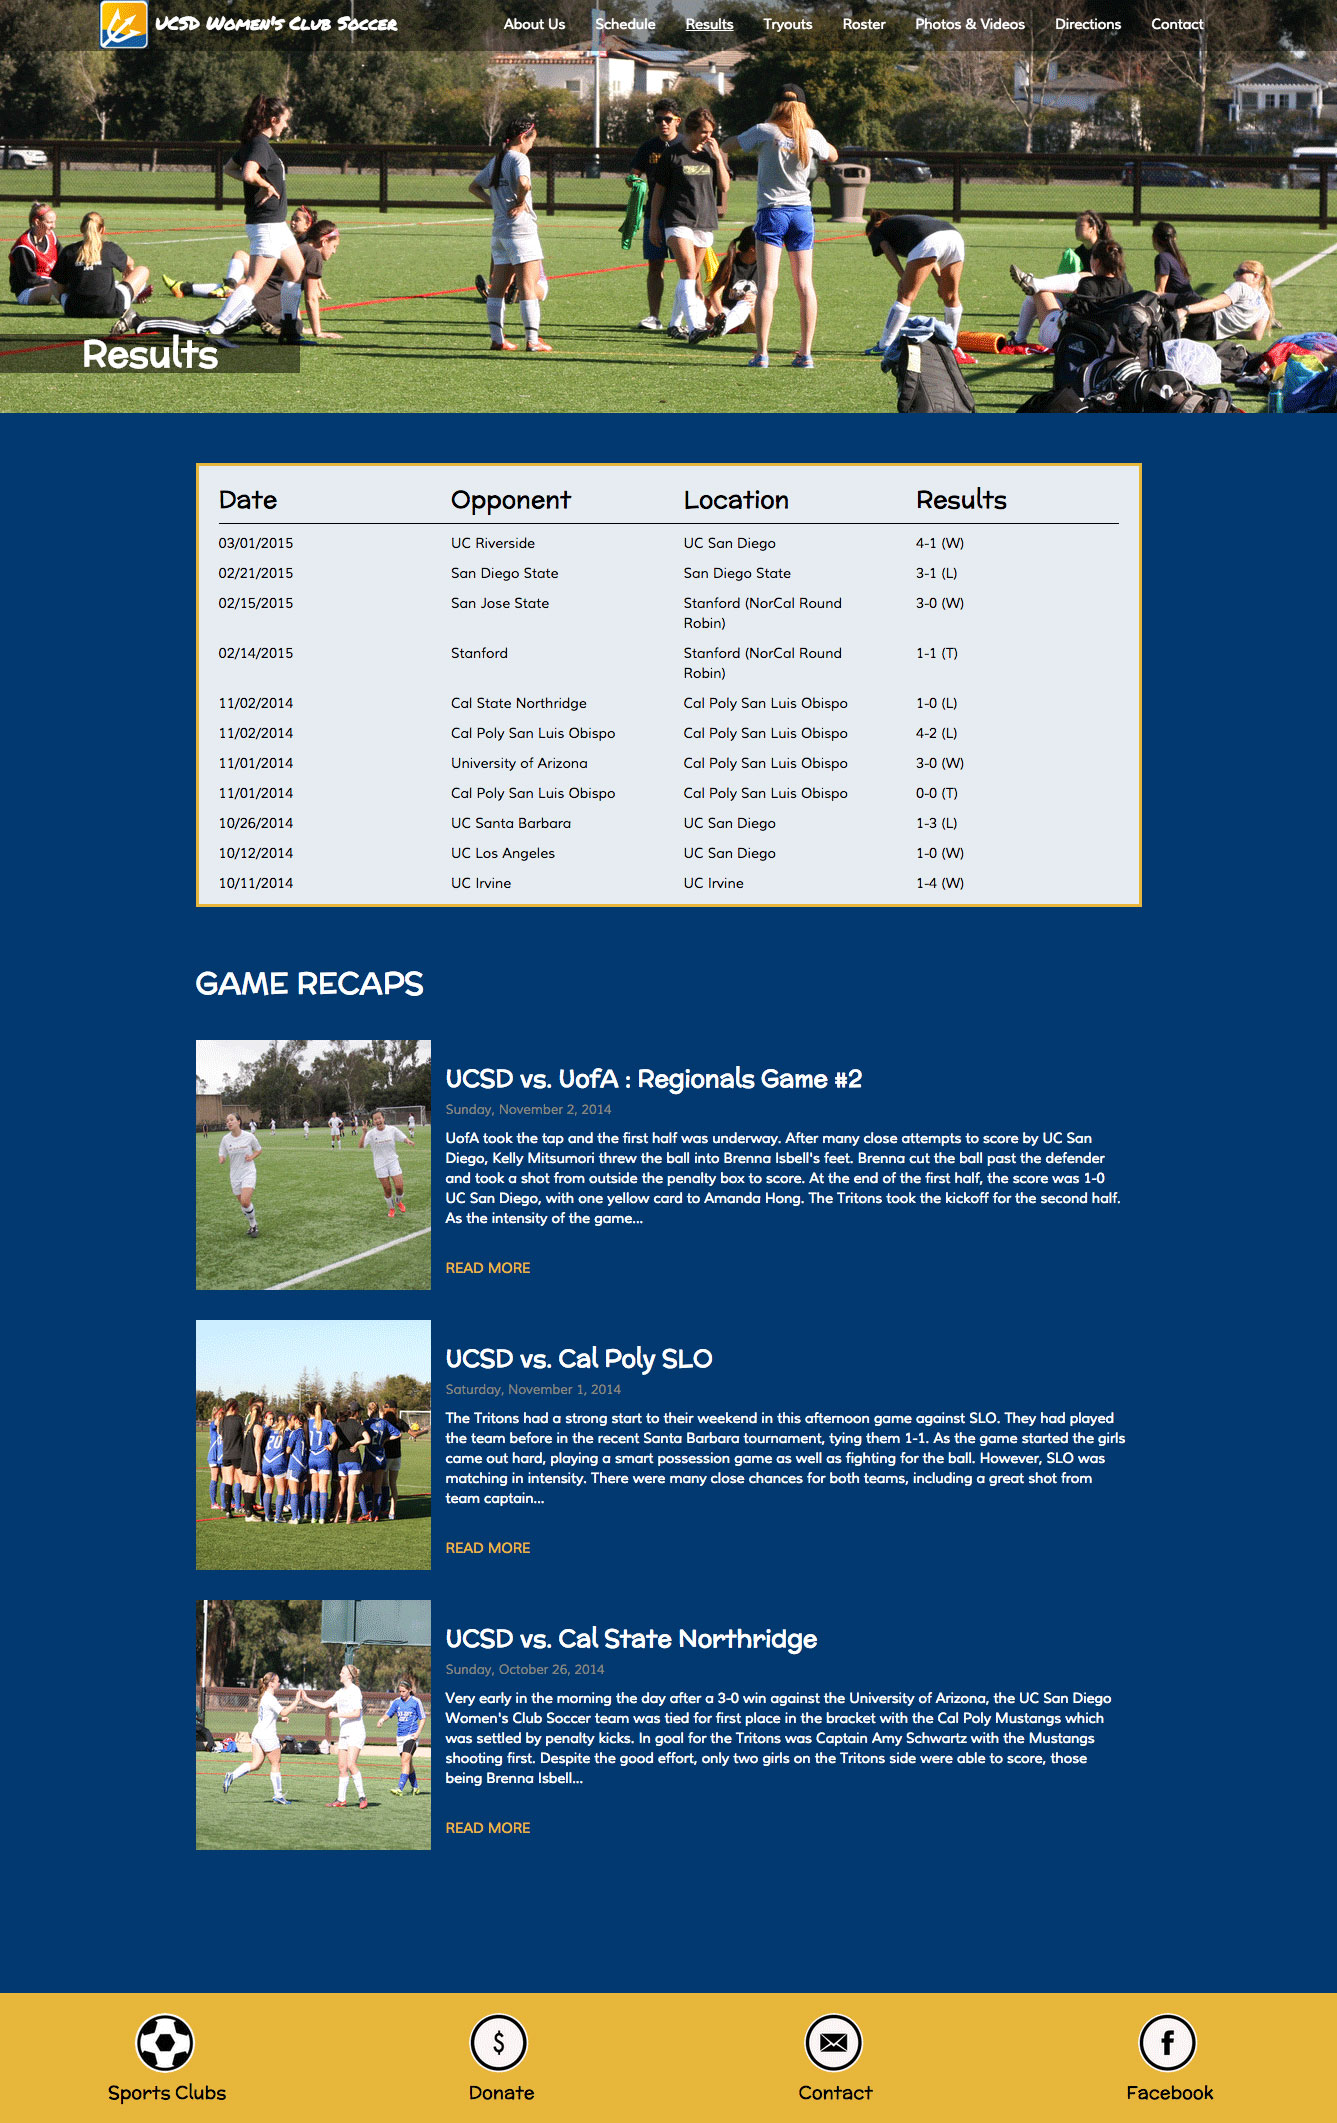 UCSD Women's Club Soccer
About Us Schedule Results Tryouts Roster Photos & Videos Directions Contact
Results
Date Opponent Location Results
03/01/2015 UC Riverside UC San Diego 4-1 (W)
02/21/2015 San Diego State San Diego State 3-1 (L)
02/15/2015 San Jose State Stanford (NorCal Round
Robin) 3-0 (W)
02/14/2015 Stanford Stanford (NorCal Round
Robin) 1-1 (T)
11/02/2014 Cal State Northridge Cal Poly San Luis Obispo 1-0 (L)
11/02/2014 Cal Poly San Luis Obispo Cal Poly San Luis Obispo 4-2 (L)
11/01/2014 University of Arizona Cal Poly San Luis Obispo 3-0 (W)
11/01/2014 Cal Poly San Luis Obispo Cal Poly San Luis Obispo 0-0 (T)
10/26/2014 UC Santa Barbara UC San Diego 1-3 (L)
10/12/2014 UC Los Angeles UC San Diego 1-0 (W)
10/11/2014 UC Irvine UC Irvine 1-4 (W)
GAME RECAPS
UCSD vs. UofA : Regionals Game #2
Sunday, November 2, 2014
UofA took the tap and the first half was underway. After many close attempts to score by UC San
Diego, Kelly Mitsumori threw the ball into Brenna Isbell's feet. Brenna cut the ball past the defender
and took a shot from outside the penalty box to score. At the end of the first half, the score was 1-0
UC San Diego, with one yellow card to Amanda Hong. The Tritons took the kickoff for the second half.
As the intensity of the game...
READ MORE
UCSD vs. Cal Poly SLO
Saturday, November 1, 2014
The Tritons had a strong start to their weekend in this afternoon game against SLO. They had played
the team before in the recent Santa Barbara tournament, tying them 1-1. As the game started the girls
came out hard, playing a smart possession game as well as fighting for the ball. However, SLO was
matching in intensity. There were many close chances for both teams, including a great shot from
team captain...
READ MORE
UCSD vs. Cal State Northridge
Sunday, October 26, 2014
Very early in the morning the day after a 3-0 win against the University of Arizona, the UC San Diego
Women's Club Soccer team was tied for first place in the bracket with the Cal Poly Mustangs which
was settled by penalty kicks. In goal for the Tritons was Captain Amy Schwartz with the Mustangs
shooting first. Despite the good effort, only two girls on the Tritons side were able to score, those
being Brenna Isbell...
READ MORE
Sports Clubs Donate Contact Facebook